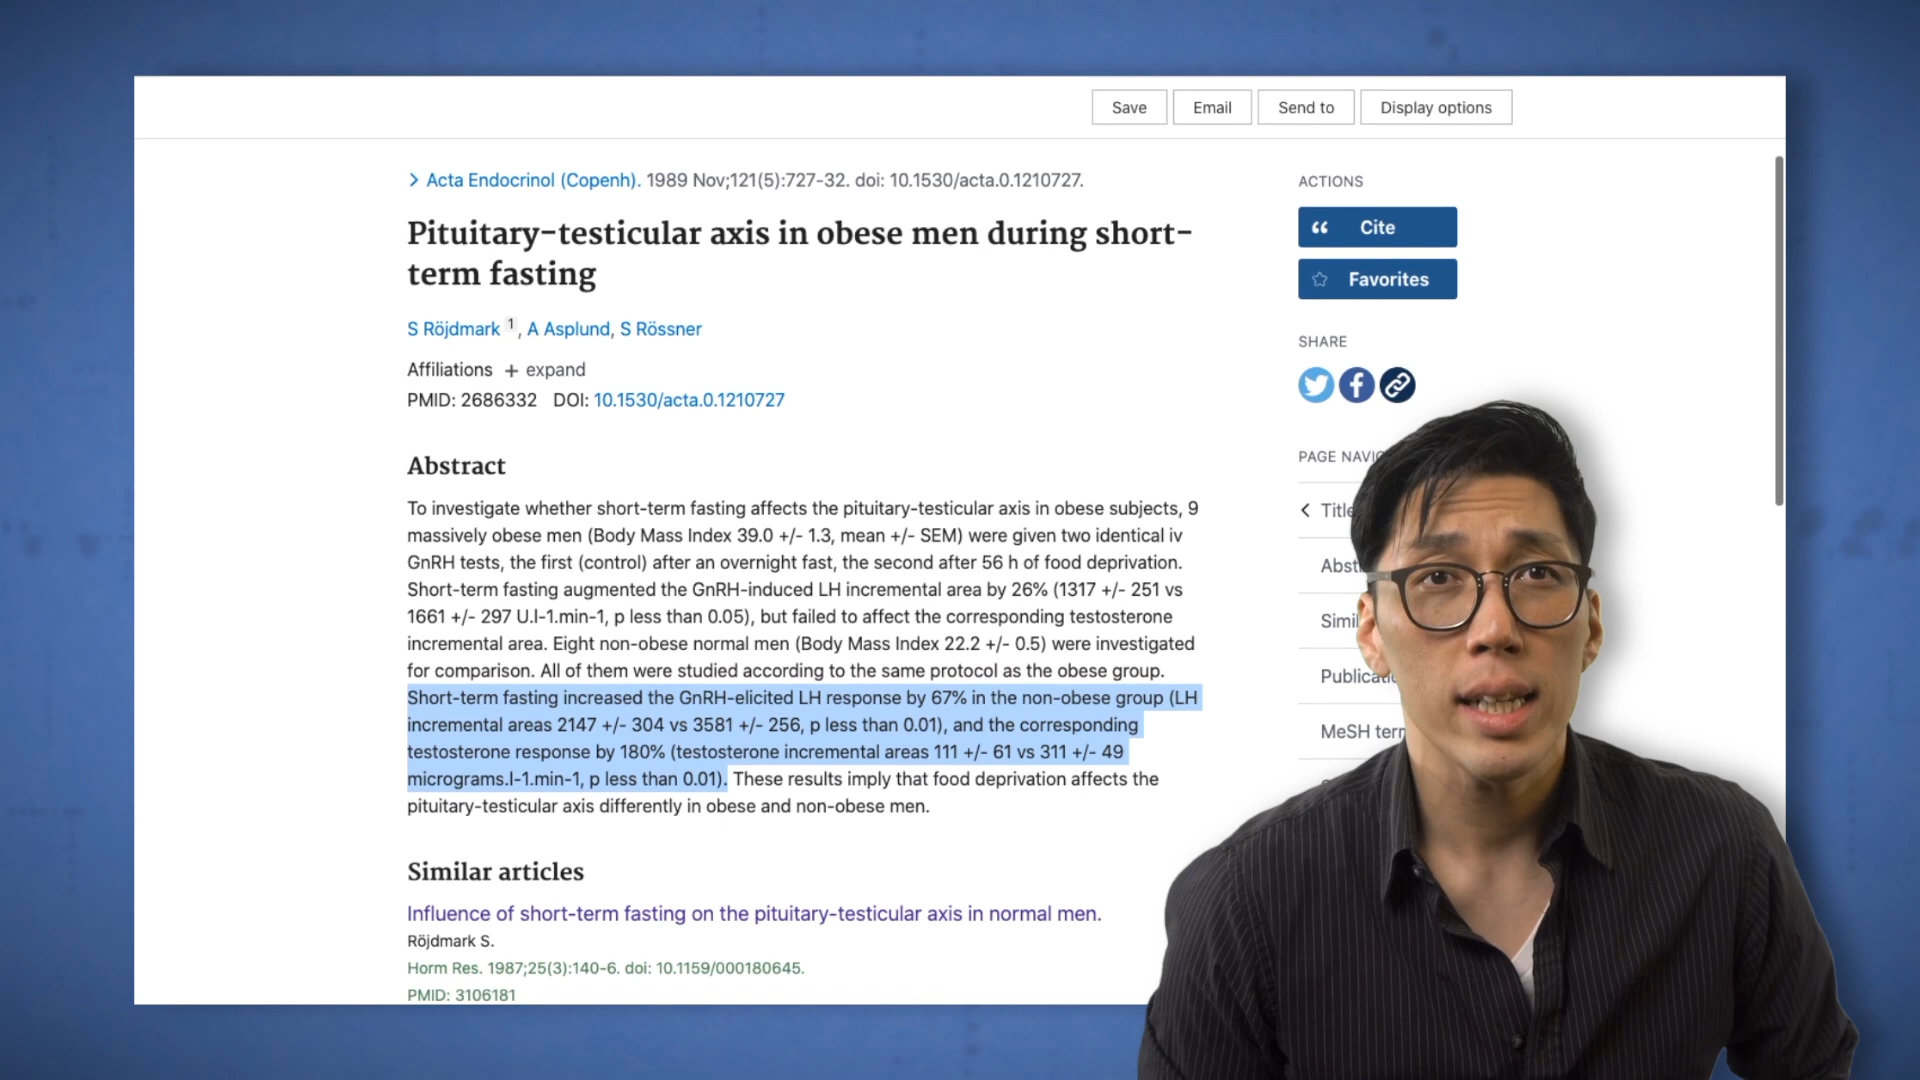 Save Email Send to Display options
Acta Endocrinol (Copenh). 1989 Nov;121(5):727-32. doi: 10.1530/acta.0.1210727.
Pituitary-testicular axis in obese men during short-
term fasting
S Röjdmark 1, A Asplund, S Rössner
Affiliations + expand
PMID: 2686332 DOI: 10.1530/acta.0.1210727
Abstract
To investigate whether short-term fasting affects the pituitary-testicular axis in obese subjects, 9
massively obese men (Body Mass Index 39.0 +/- 1.3, mean +/- SEM) were given two identical iv
GnRH tests, the first (control) after an overnight fast, the second after 56 h of food deprivation.
Short-term fasting augmented the GnRH-induced LH incremental area by 26% (1317 +/- 251 vs
1661 +/- 297 U.l-1.min-1, p less than 0.05), but failed to affect the corresponding testosterone
incremental area. Eight non-obese normal men (Body Mass Index 22.2 +/- 0.5) were investigated
for comparison. All of them were studied according to the same protocol as the obese group.
Short-term fasting increased the GnRH-elicited LH response by 67% in the non-obese group (LH
incremental areas 2147 +/- 304 vs 3581 +/- 256, p less than 0.01), and the corresponding
testosterone response by 180% (testosterone incremental areas 111 +/- 61 vs 311 +/- 49
micrograms.l-1.min-1, p less than 0.01). These results imply that food deprivation affects the
pituitary-testicular axis differently in obese and non-obese men.
Similar articles
Influence of short-term fasting on the pituitary-testicular axis in normal men.
Röjdmark S.
Horm Res. 1987;25(3):140-6. doi: 10.1159/000180645.
PMID: 3106181
ACTIONS
Cite
Favorites
SHARE
PAGE NAVIG
Title
Abst
Simil
Publicatio
MeSH term